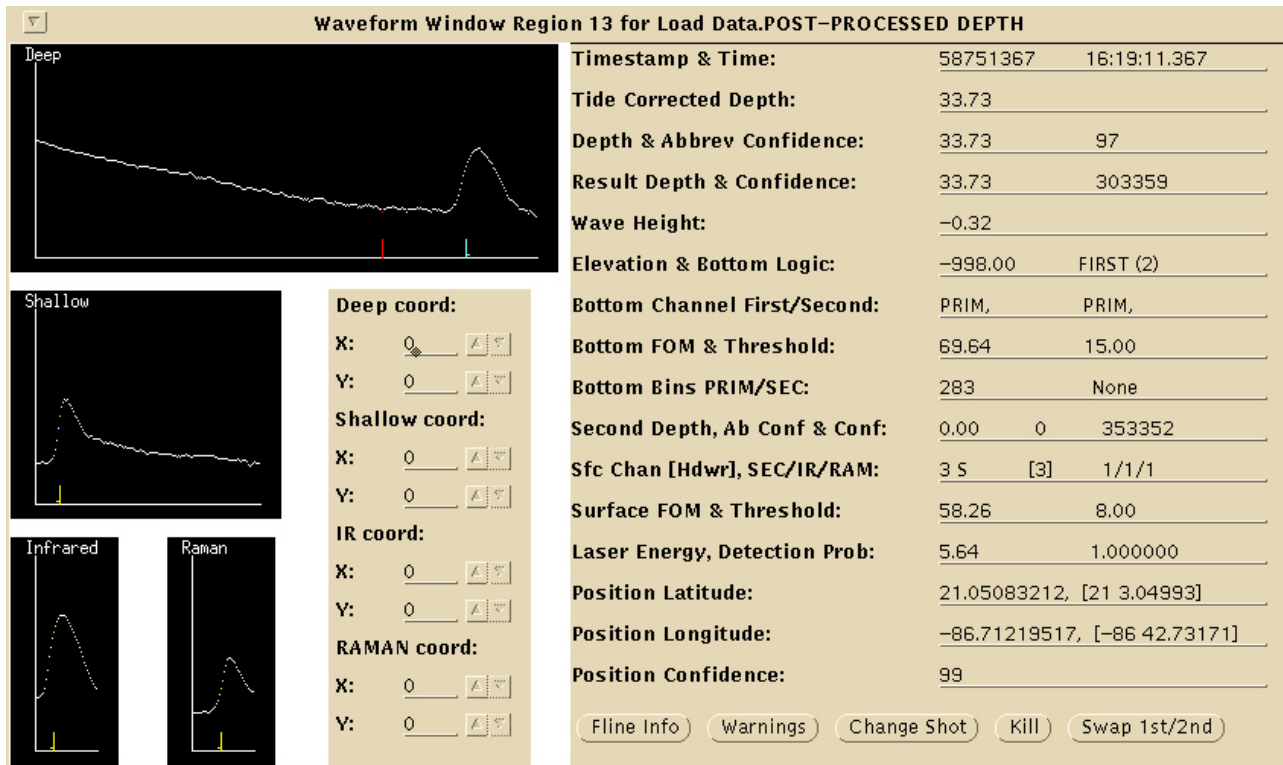 Waveform Window Region 13 for Load Data.POST-PROCESSED DEPTH
Deep
Shallow
Infrared
Raman
Deep coord:
X: 0
Y: 0
Shallow coord:
X: 0
Y: 0
IR coord:
X: 0
Y: 0
RAMAN coord:
X: 0
Y: 0
Timestamp & Time: 58751367 16:19:11.367
Tide Corrected Depth: 33.73
Depth & Abbrev Confidence: 33.73 97
Result Depth & Confidence: 33.73 303359
Wave Height: -0.32
Elevation & Bottom Logic: -998.00 FIRST (2)
Bottom Channel First/Second: PRIM, PRIM,
Bottom FOM & Threshold: 69.64 15.00
Bottom Bins PRIM/SEC: 283 None
Second Depth, Ab Conf & Conf: 0.00 0 353352
Sfc Chan [Hdwr], SEC/IR/RAM: 3 S [3] 1/1/1
Surface FOM & Threshold: 58.26 8.00
Laser Energy, Detection Prob: 5.64 1.000000
Position Latitude: 21.05083212, [21 3.04993]
Position Longitude: -86.71219517, [-86 42.73171]
Position Confidence: 99
Fline Info Warnings Change Shot Kill Swap 1st/2nd